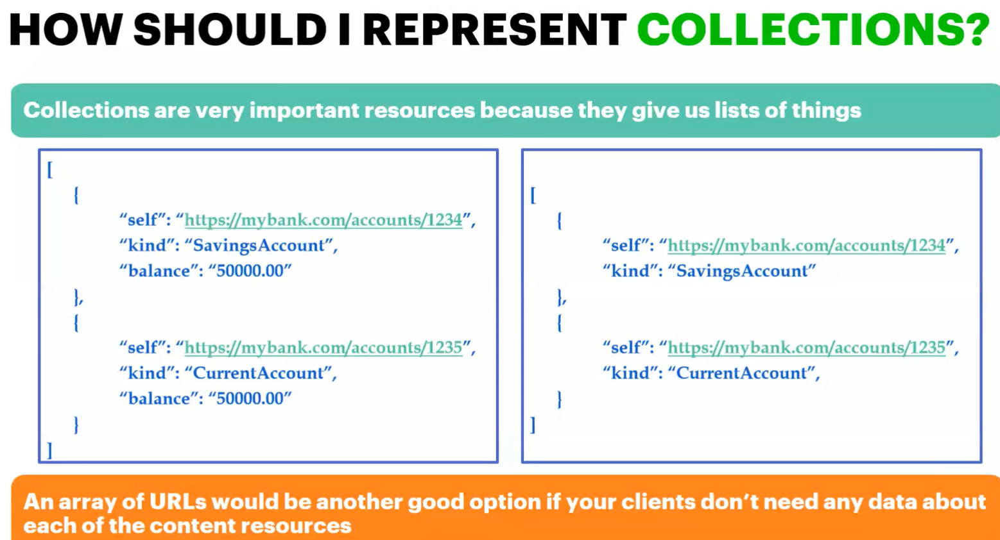 HOW SHOULD I REPRESENT COLLECTIONS?
Collections are very important resources because they give us lists of things
[
{
“self”: “https://mybank.com/accounts/1234”,
“kind”: “SavingsAccount”,
“balance”: “50000.00”
},
{
“self”: “https://mybank.com/accounts/1235”,
“kind”: “CurrentAccount”,
“balance”: “50000.00”
}
]
[
{
“self”: “https://mybank.com/accounts/1234”,
“kind”: “SavingsAccount”
},
{
“self”: “https://mybank.com/accounts/1235”,
“kind”: “CurrentAccount”,
}
]
An array of URLs would be another good option if your clients don’t need any data about
each of the content resources